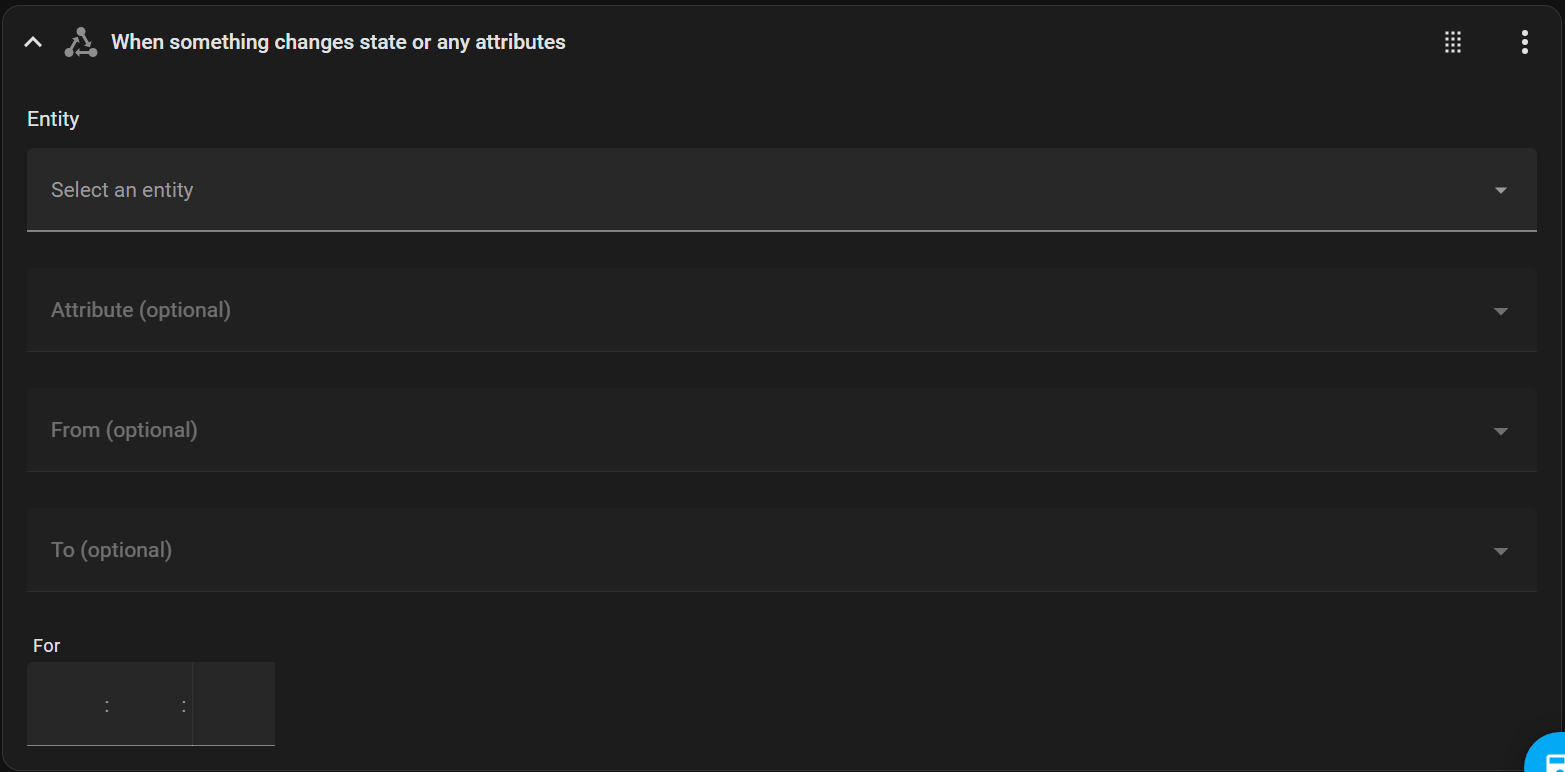 When something changes state or any attributes
Entity
Select an entity
Attribute (optional)
From (optional)
To (optional)
For
: :